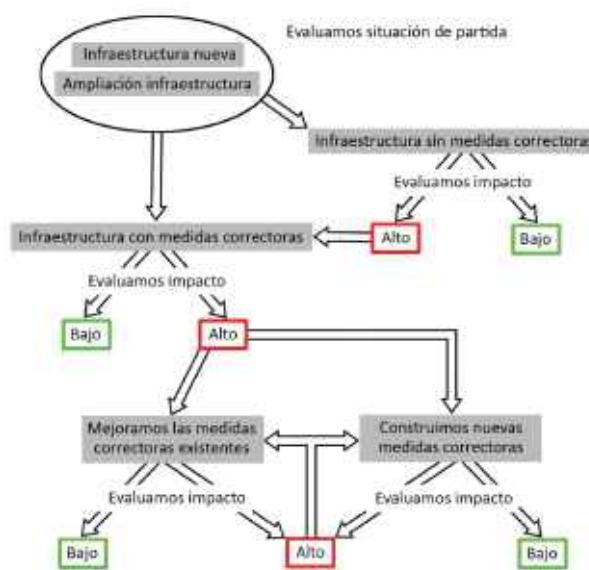 Evaluamos situación de partida
Infraestructura nueva
Ampliación infraestructura
Infraestructura sin medidas correctoras
Evaluamos impacto
Alto
Bajo
Infraestructura con medidas correctoras
Evaluamos impacto
Bajo
Alto
Mejoramos las medidas
correctoras existentes
Construimos nuevas
medidas correctoras
Evaluamos impacto
Evaluamos impacto
Bajo
Alto
Bajo